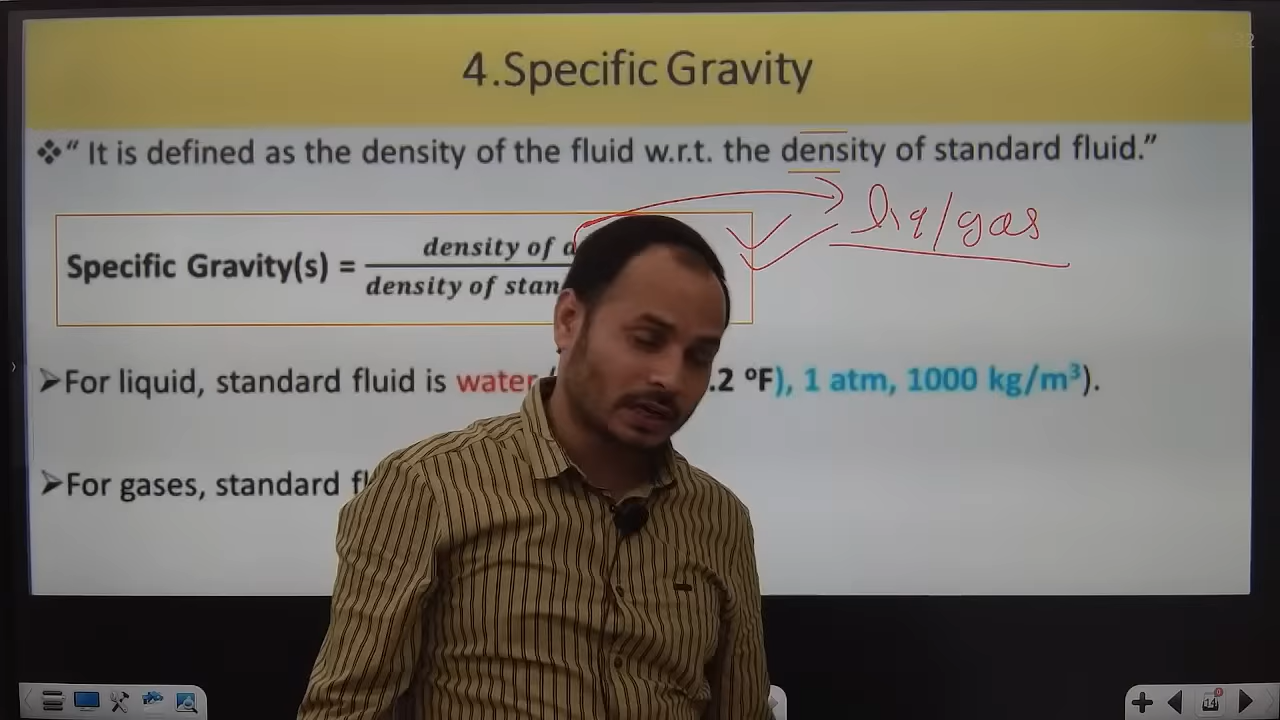 4.Specific Gravity
❖“ It is defined as the density of the fluid w.r.t. the density of standard fluid.”
liq/gas
Specific Gravity(s) = density of
density of stan
➤For liquid, standard fluid is water .2 ºF), 1 atm, 1000 kg/m³).
➤For gases, standard
14